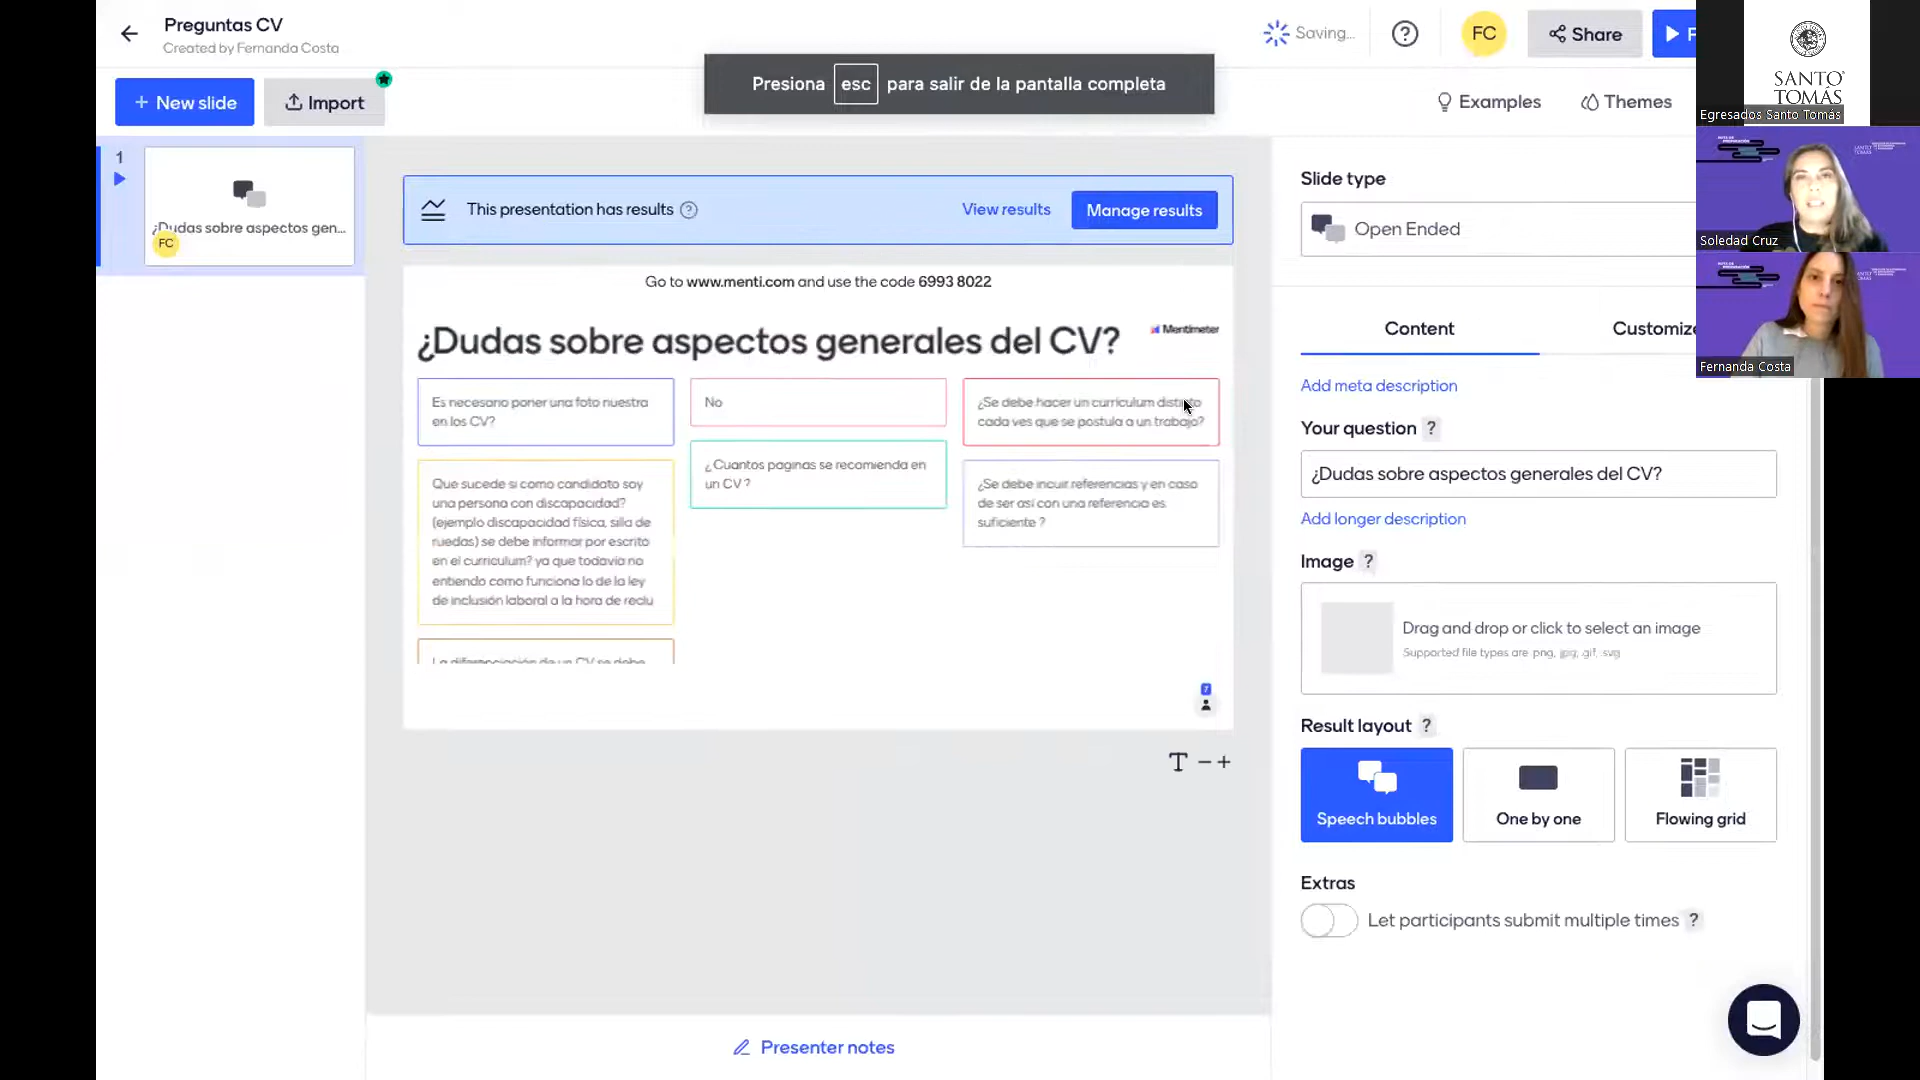 Preguntas CV
Created by Fernanda Costa
Saving...
FC
Share
Presiona esc para salir de la pantalla completa
+ New slide
Import
Examples
Themes
SANTO
TOMÁS
Egresados Santo Tomás
Soledad Cruz
Fernanda Costa
1
¿Dudas sobre aspectos gen...
FC
This presentation has results ?
View results
Manage results
Go to www.menti.com and use the code 6993 8022
¿Dudas sobre aspectos generales del CV?
Mentimeter
Es necesario poner una foto nuestra
en los CV?
Que sucede si como candidato soy
una persona con discapacidad?
(ejemplo discapacidad física, silla de
ruedas) se debe informar por escrito
en el curriculum? ya que todavía no
entiendo como funciona lo de la ley
de inclusión laboral a la hora de reclu
La diferenciación de un CV se debe
No
¿Cuantos paginas se recomienda en
un CV?
¿Se debe hacer un curriculum distinto
cada ves que se postula a un trabajo?
¿Se debe incuir referencias y en caso
de ser así con una referencia es
suficiente ?
7
T − +
Presenter notes
Slide type
Open Ended
Content
Customize
Add meta description
Your question ?
¿Dudas sobre aspectos generales del CV?
Add longer description
Image ?
Drag and drop or click to select an image
Supported file types are png, jpg, gif, svg
Result layout ?
Speech bubbles
One by one
Flowing grid
Extras
Let participants submit multiple times ?